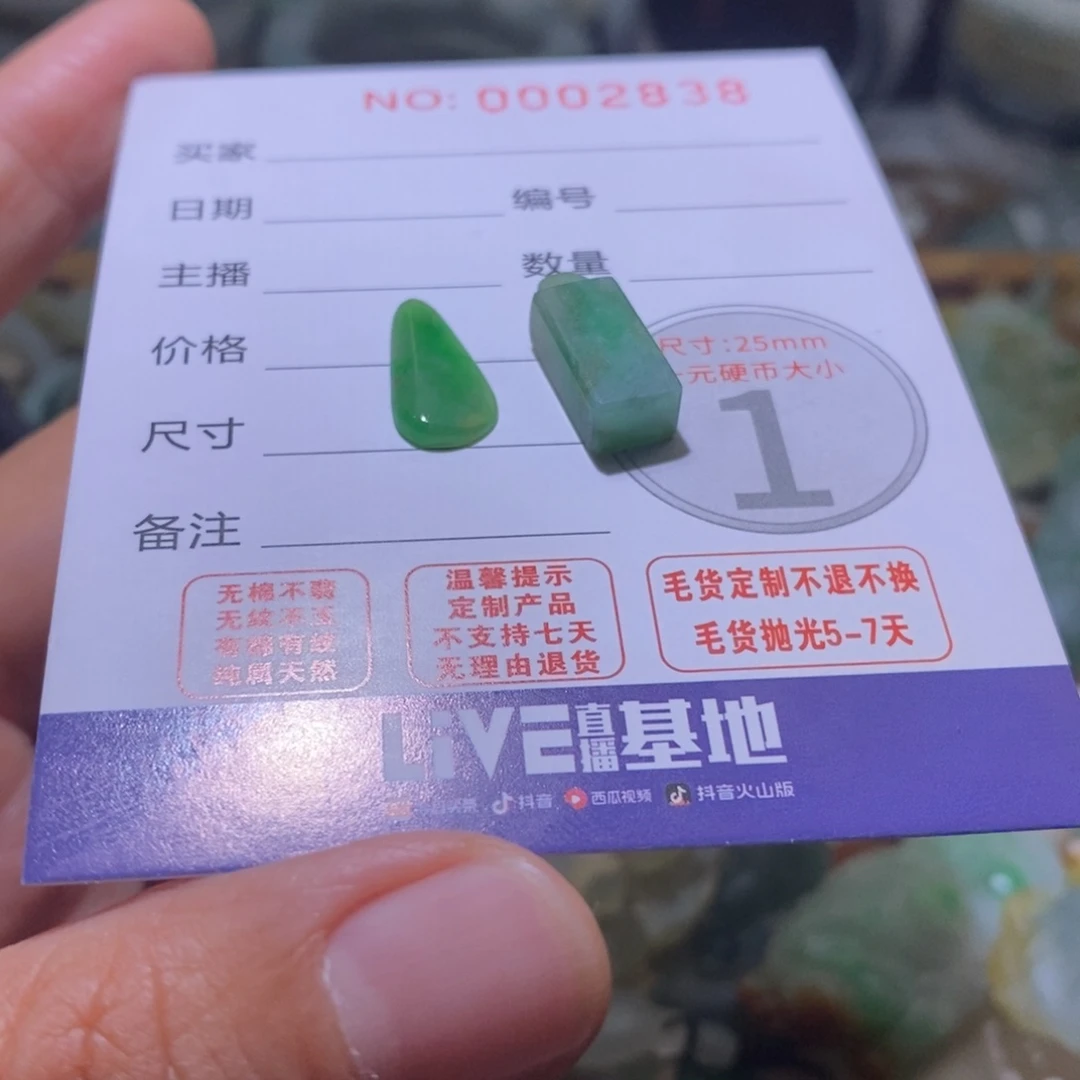 NO: 0002838
买家
日期 编号
主播 数量
价格
尺寸:25mm
一元硬币大小
1
尺寸
备注
无棉不翡
无纹不玉
有棉有纹
纯属天然
温馨提示
定制产品
不支持七天
无理由退货
毛货定制不退不换
毛货抛光5-7天
LiVE直播基地
抖音 西瓜视频 抖音火山版